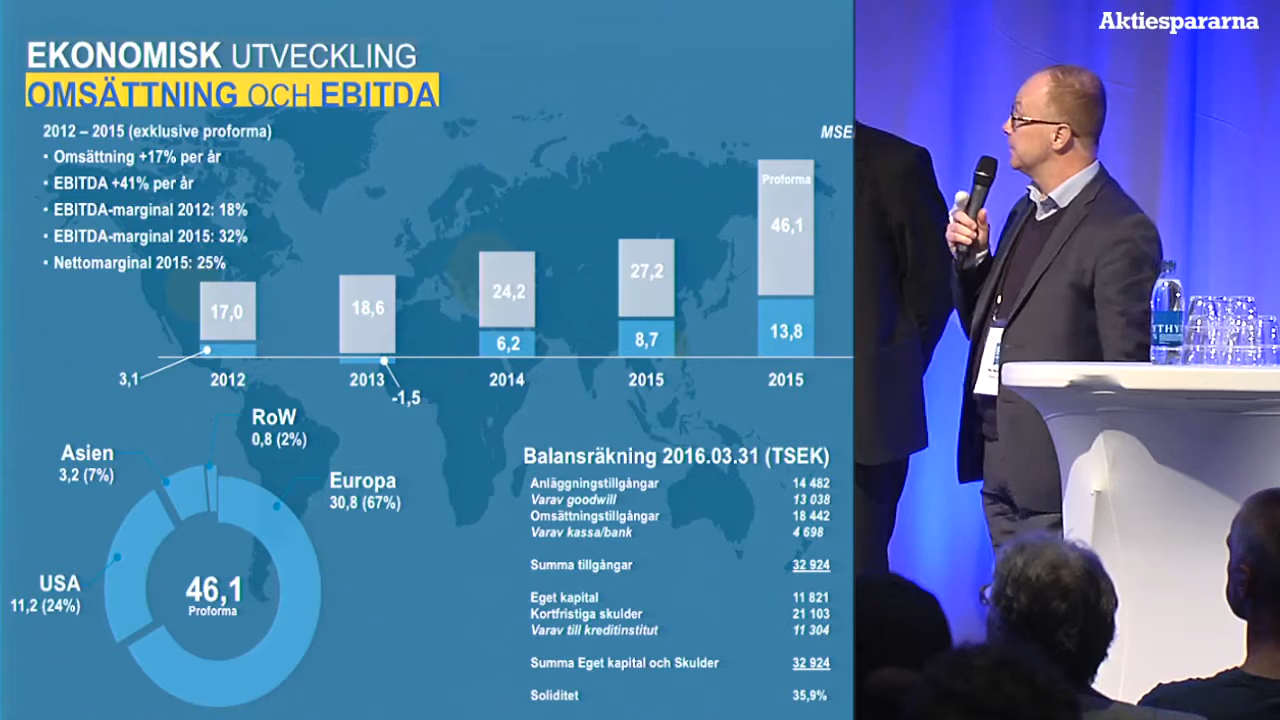 Aktiespararna
EKONOMISK UTVECKLING
OMSÄTTNING OCH EBITDA
2012 – 2015 (exklusive proforma)
• Omsättning +17% per år
• EBITDA +41% per år
• EBITDA-marginal 2012: 18%
• EBITDA-marginal 2015: 32%
• Nettomarginal 2015: 25%
MSE
Proforma
46,1
27,2
24,2
18,6
17,0
13,8
8,7
6,2
3,1
-1,5
2012
2013
2014
2015
2015
RoW
0,8 (2%)
Asien
3,2 (7%)
Europa
30,8 (67%)
USA
11,2 (24%)
46,1
Proforma
Balansräkning 2016.03.31 (TSEK)
Anläggningstillgångar 14 482
Varav goodwill 13 038
Omsättningstillgångar 18 442
Varav kassa/bank 4 698
Summa tillgångar 32 924
Eget kapital 11 821
Kortfristiga skulder 21 103
Varav till kreditinstitut 11 304
Summa Eget kapital och Skulder 32 924
Soliditet 35,9%